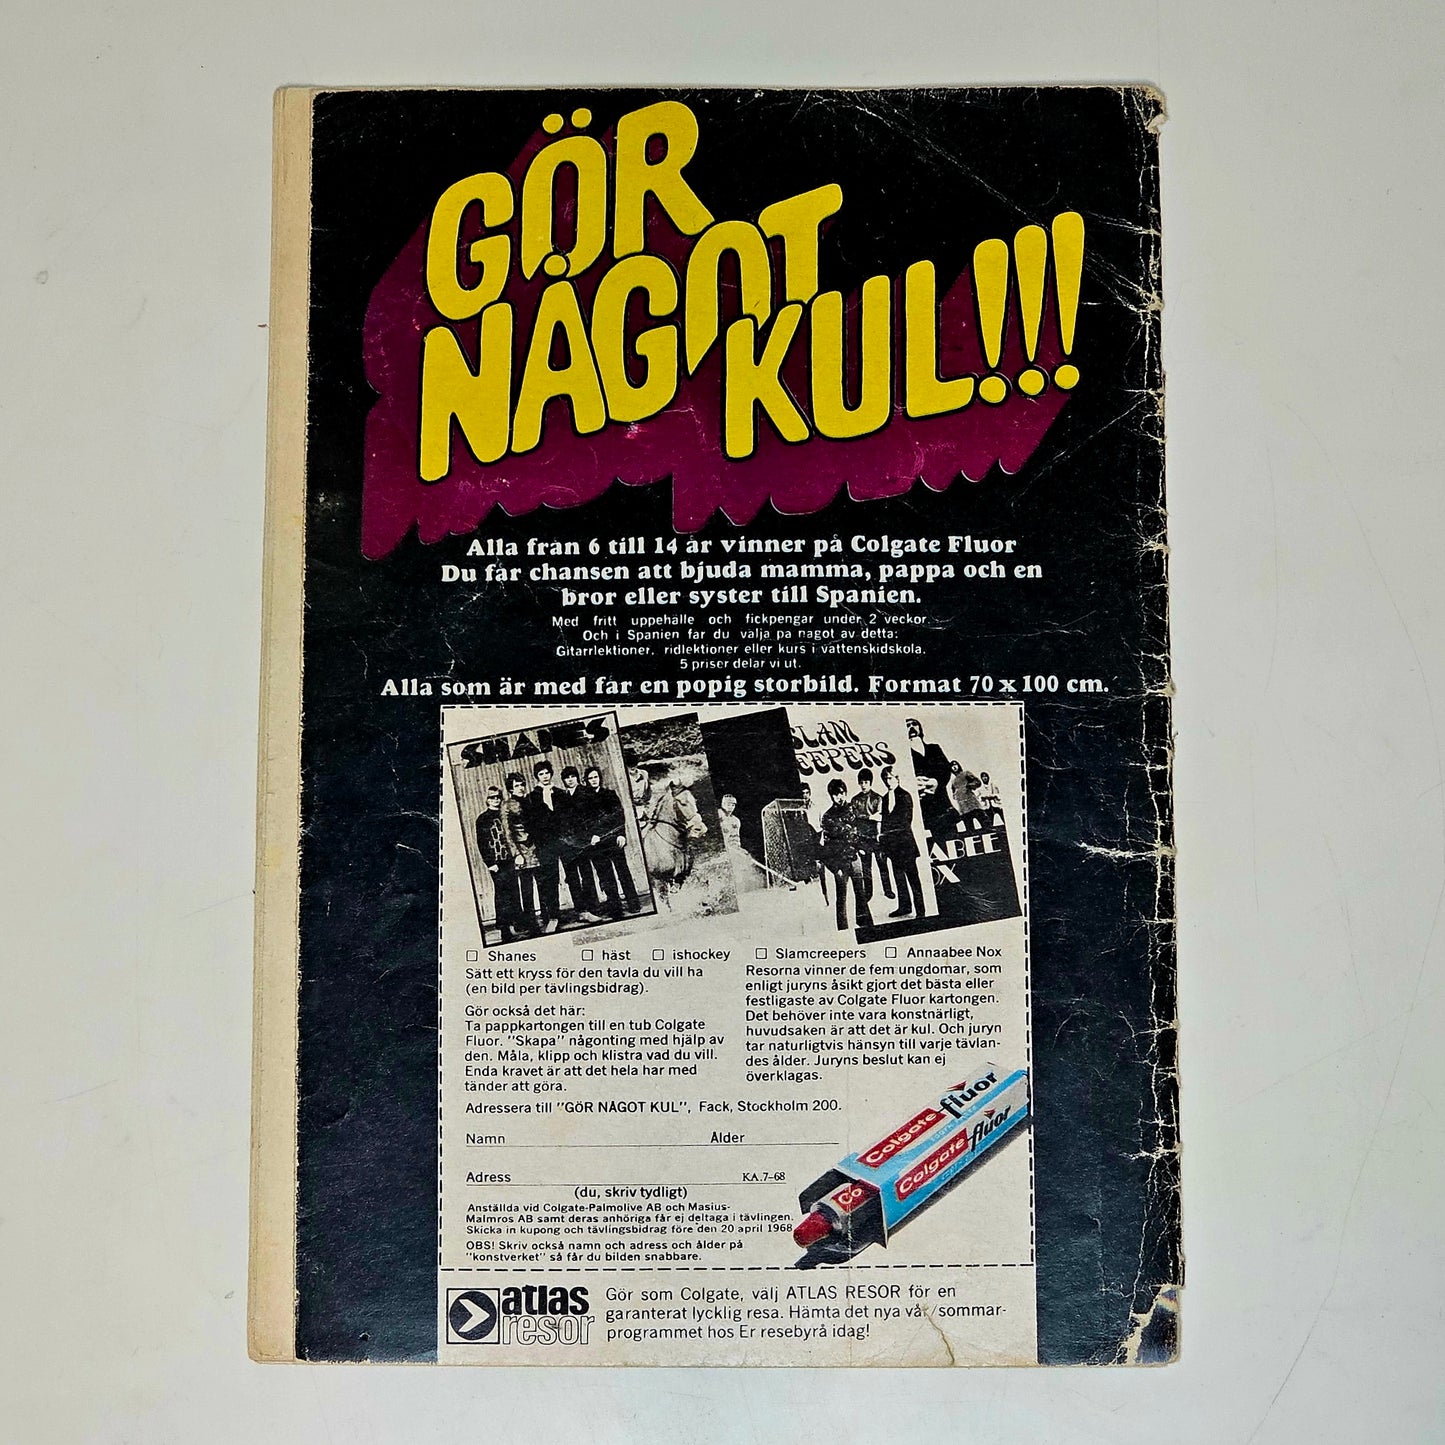 GÖR
NÅGOT
KUL!!!
Alla från 6 till 14 år vinner på Colgate Fluor
Du får chansen att bjuda mamma, pappa och en
bror eller syster till Spanien.
Med fritt uppehälle och fickpengar under 2 veckor.
Och i Spanien får du välja på något av detta:
Gitarrlektioner, ridlektioner eller kurs i vattenskidskola.
5 priser delar vi ut.
Alla som är med får en popig storbild. Format 70 x 100 cm.
SHANES
SLAM
EEPERS
ABEE
OX
☐ Shanes ☐ häst ☐ ishockey ☐ Slamcreepers ☐ Annaabee Nox
Sätt ett kryss för den tavla du vill ha
(en bild per tävlingsbidrag).
Gör också det här:
Ta pappkartongen till en tub Colgate
Fluor. "Skapa" någonting med hjälp av
den. Måla, klipp och klistra vad du vill.
Enda kravet är att det hela har med
tänder att göra.
Resorna vinner de fem ungdomar, som
enligt juryns åsikt gjort det bästa eller
festligaste av Colgate Fluor kartongen.
Det behöver inte vara konstnärligt,
huvudsaken är att det är kul. Och juryn
tar naturligtvis hänsyn till varje tävlan-
des ålder. Juryns beslut kan ej
överklagas.
Adressera till "GÖR NÅGOT KUL", Fack, Stockholm 200.
Namn Ålder
Adress KA.7-68
(du, skriv tydligt)
Anställda vid Colgate-Palmolive AB och Masius-
Malmros AB samt deras anhöriga får ej deltaga i tävlingen.
Skicka in kupong och tävlingsbidrag före den 20 april 1968
OBS! Skriv också namn och adress och ålder på
"konstverket" så får du bilden snabbare.
Colgate fluor
Colgate fluor
Co
atlas
resor
Gör som Colgate, välj ATLAS RESOR för en
garanterat lycklig resa. Hämta det nya vår/sommar-
programmet hos Er resebyrå idag!